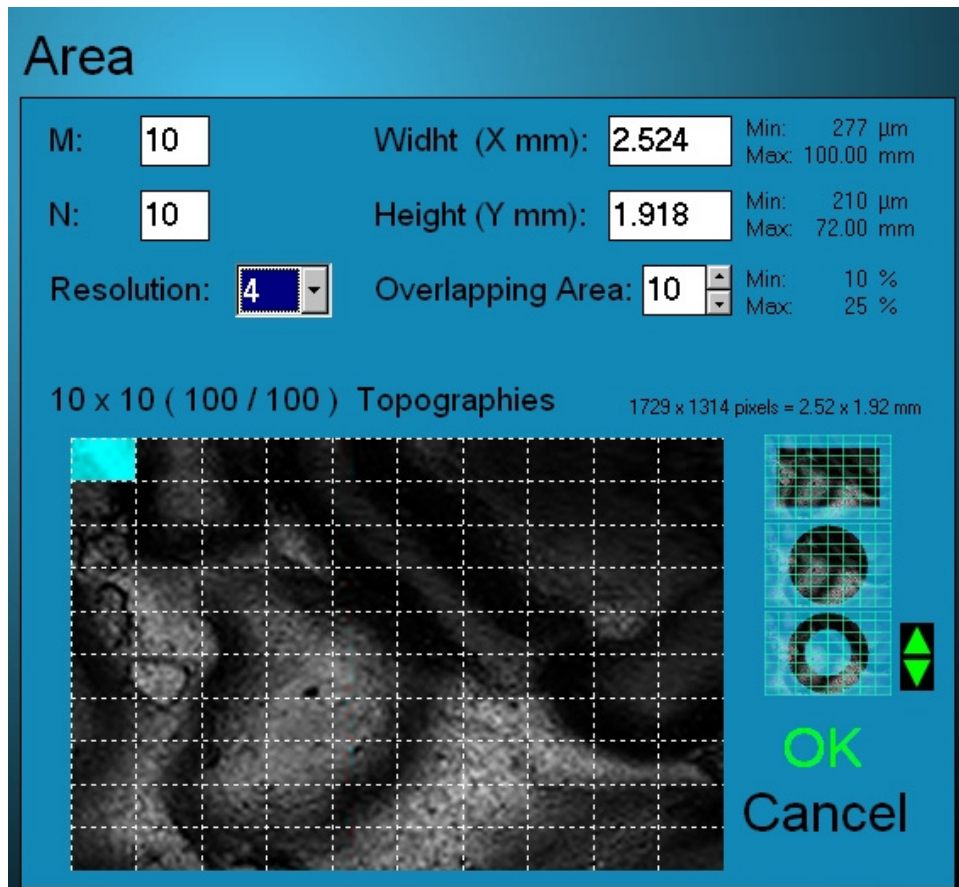 Area
M: 10 Widht (X mm): 2.524 Min: 277 µm
Max: 100.00 mm
N: 10 Height (Y mm): 1.918 Min: 210 µm
Max: 72.00 mm
Resolution: 4 Overlapping Area: 10 Min: 10 %
Max: 25 %
10 x 10 ( 100 / 100 ) Topographies 1729 x 1314 pixels = 2.52 x 1.92 mm
OK
Cancel